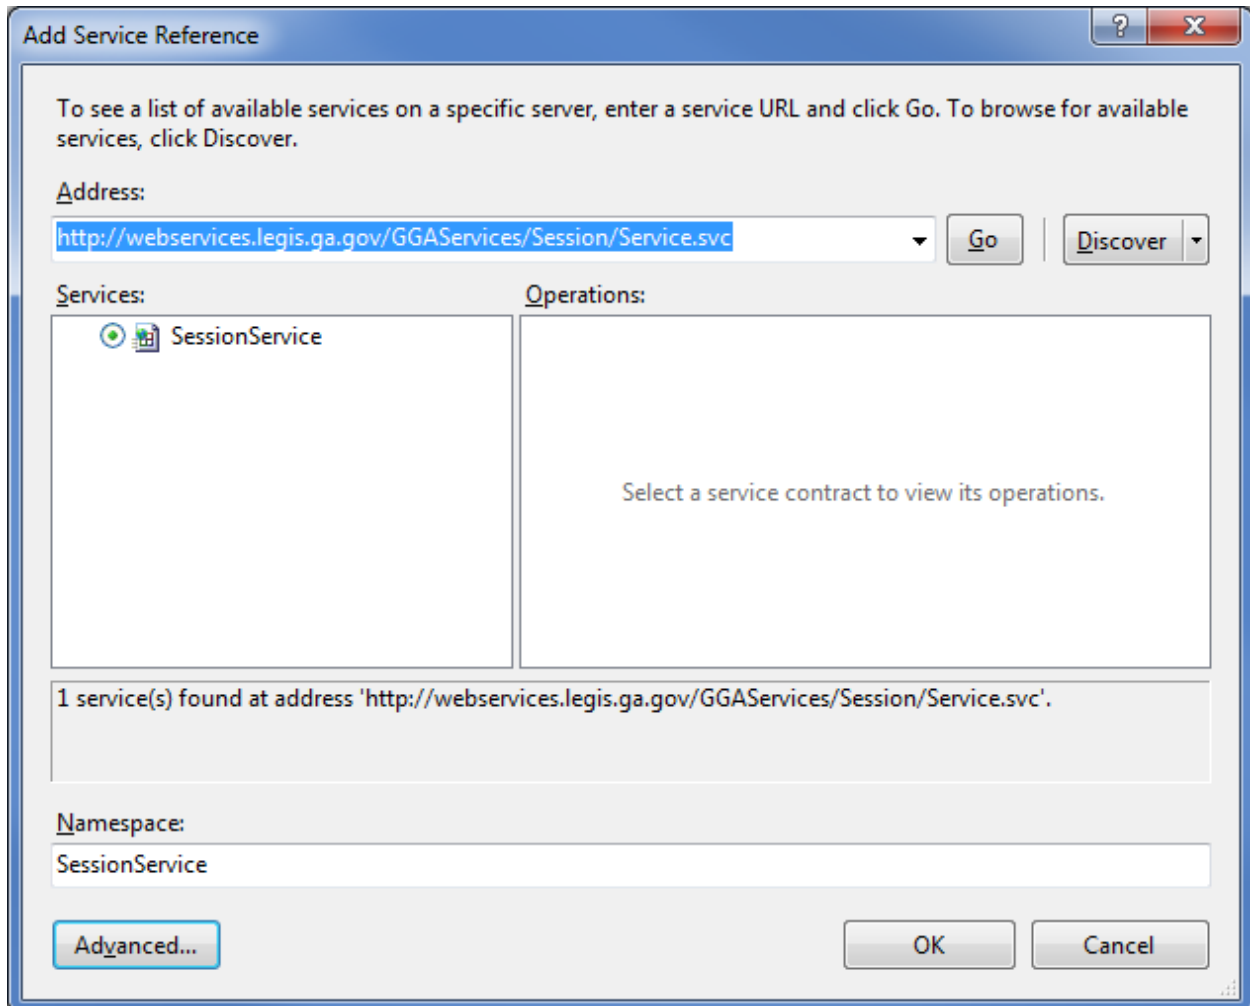 Add Service Reference
To see a list of available services on a specific server, enter a service URL and click Go. To browse for available
services, click Discover.
Address:
http://webservices.legis.ga.gov/GGAServices/Session/Service.svc
Go
Discover
Services:
Operations:
SessionService
Select a service contract to view its operations.
1 service(s) found at address 'http://webservices.legis.ga.gov/GGAServices/Session/Service.svc'.
Namespace:
SessionService
Advanced...
OK
Cancel